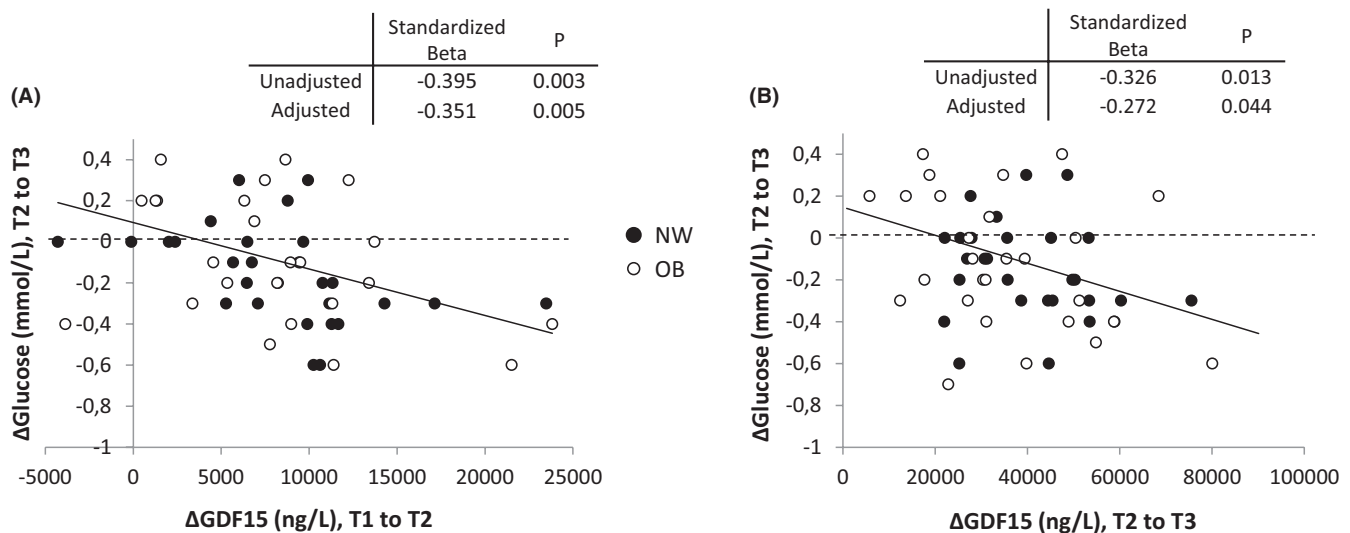 (A)
Standardized Beta P
Unadjusted -0.395 0.003
Adjusted -0.351 0.005
ΔGlucose (mmol/L), T2 to T3
0,4
0,2
0
-0,2
-0,4
-0,6
-0,8
-1
-5000 0 5000 10000 15000 20000 25000
ΔGDF15 (ng/L), T1 to T2
NW
OB
(B)
Standardized Beta P
Unadjusted -0.326 0.013
Adjusted -0.272 0.044
ΔGlucose (mmol/L), T2 to T3
0,4
0,2
0
-0,2
-0,4
-0,6
-0,8
-1
0 20000 40000 60000 80000 100000
ΔGDF15 (ng/L), T2 to T3